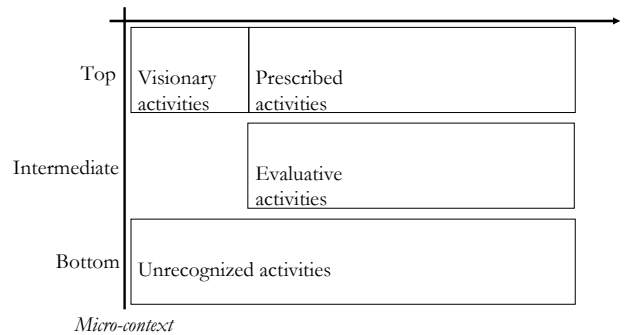 Top
Visionary
activities
Prescribed
activities
Intermediate
Evaluative
activities
Bottom
Unrecognized activities
Micro-context